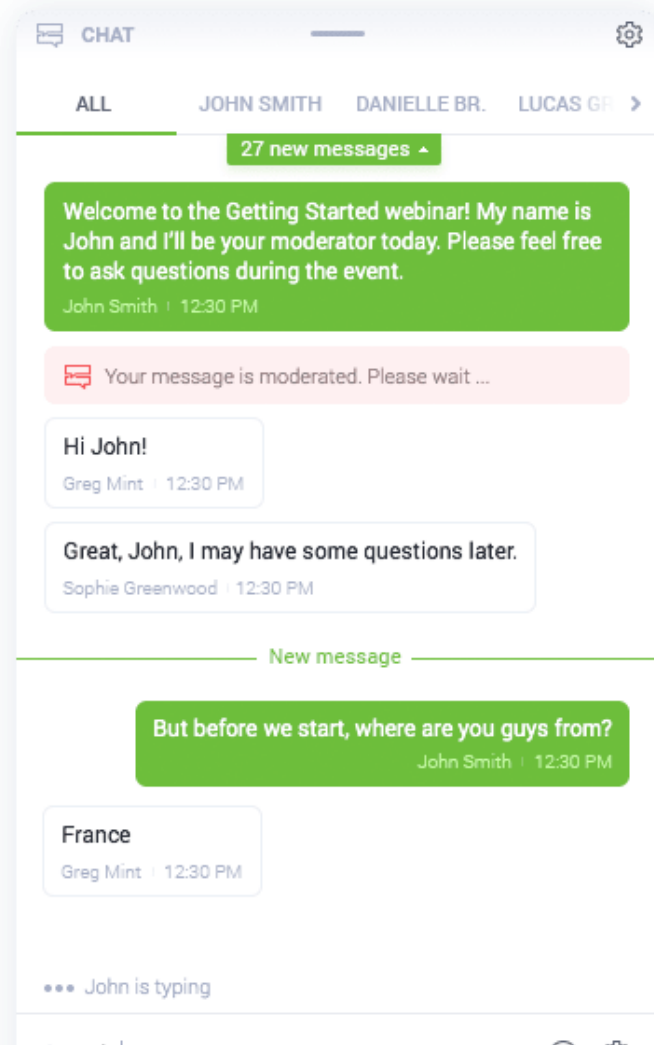 CHAT
ALL JOHN SMITH DANIELLE BR. LUCAS GR
27 new messages
Welcome to the Getting Started webinar! My name is
John and I'll be your moderator today. Please feel free
to ask questions during the event.
John Smith 12:30 PM
Your message is moderated. Please wait ...
Hi John!
Greg Mint 12:30 PM
Great, John, I may have some questions later.
Sophie Greenwood 12:30 PM
New message
But before we start, where are you guys from?
John Smith 12:30 PM
France
Greg Mint 12:30 PM
John is typing